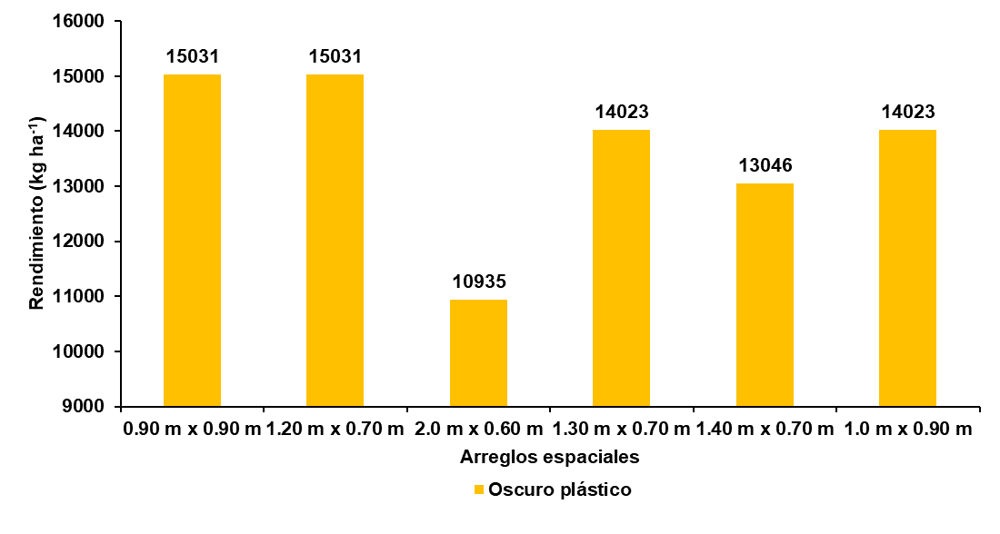 16000
15000
14000
13000
12000
11000
10000
9000
Rendimiento (kg ha⁻¹)
15031
15031
10935
14023
13046
14023
0.90 m x 0.90 m
1.20 m x 0.70 m
2.0 m x 0.60 m
1.30 m x 0.70 m
1.40 m x 0.70 m
1.0 m x 0.90 m
Arreglos espaciales
Oscuro plástico